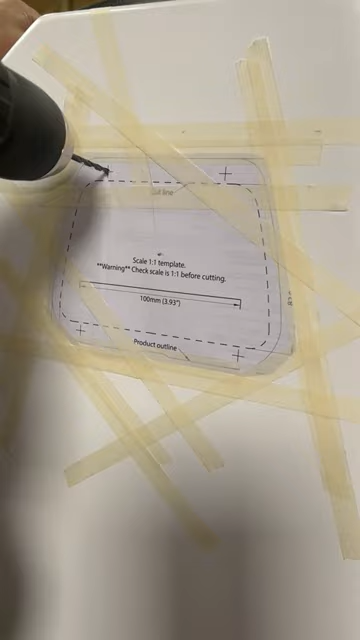 Cut line
Scale 1:1 template.
**Warning** Check scale is 1:1 before cutting.
100mm (3.93")
Product outline